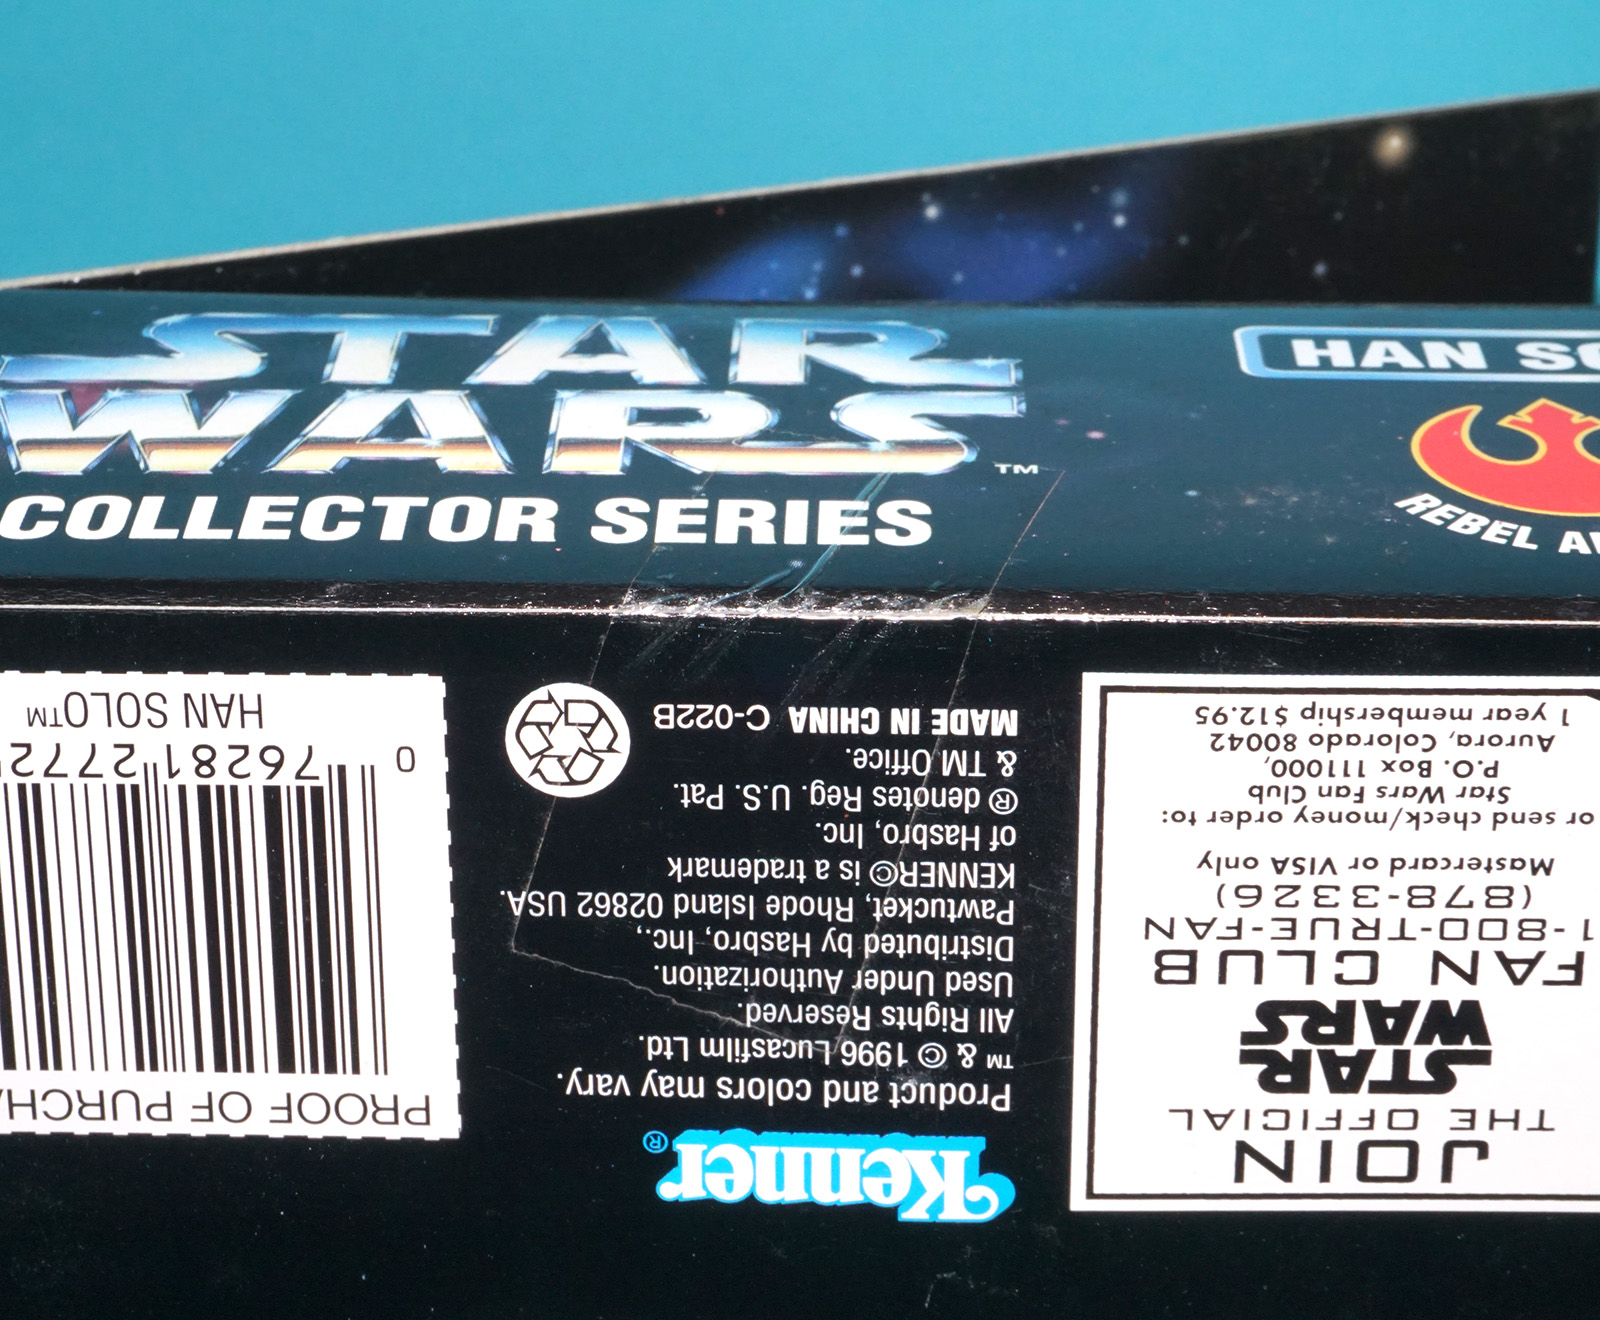 STAR
WARS
TM
COLLECTOR SERIES
HAN
REBEL
JOIN
THE OFFICIAL
STAR
WARS
FAN CLUB
1-800-TRUE-FAN
(878-3326)
Mastercard or VISA only
or send check/money order to:
Star Wars Fan Club
P.O. Box 111000,
Aurora, Colorado 80042
1 year membership $12.95
Kenner®
Product and colors may vary.
™ & © 1996 Lucasfilm Ltd.
All Rights Reserved.
Used Under Authorization.
Distributed by Hasbro, Inc.,
Pawtucket, Rhode Island 02862 USA.
KENNER© is a trademark
of Hasbro, Inc.
® denotes Reg. U.S. Pat.
& TM Office.
MADE IN CHINA C-022B
PROOF OF
0 76281 2772
HAN SOLO™